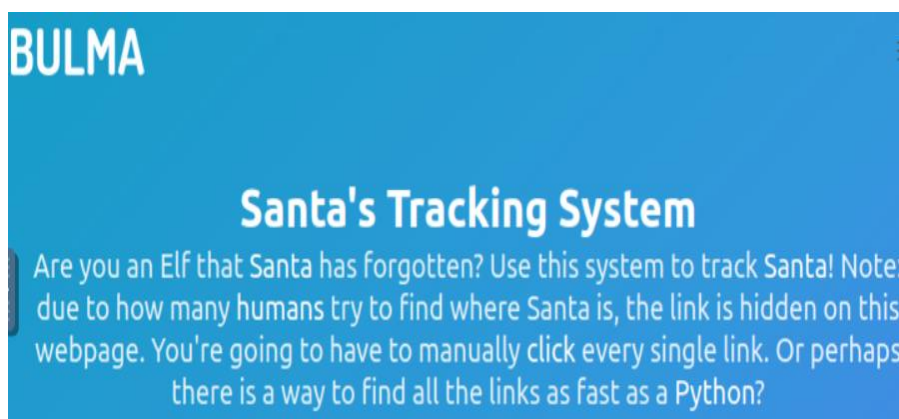 BULMA
Santa's Tracking System
Are you an Elf that Santa has forgotten? Use this system to track Santa! Note:
due to how many humans try to find where Santa is, the link is hidden on this
webpage. You're going to have to manually click every single link. Or perhaps
there is a way to find all the links as fast as a Python?